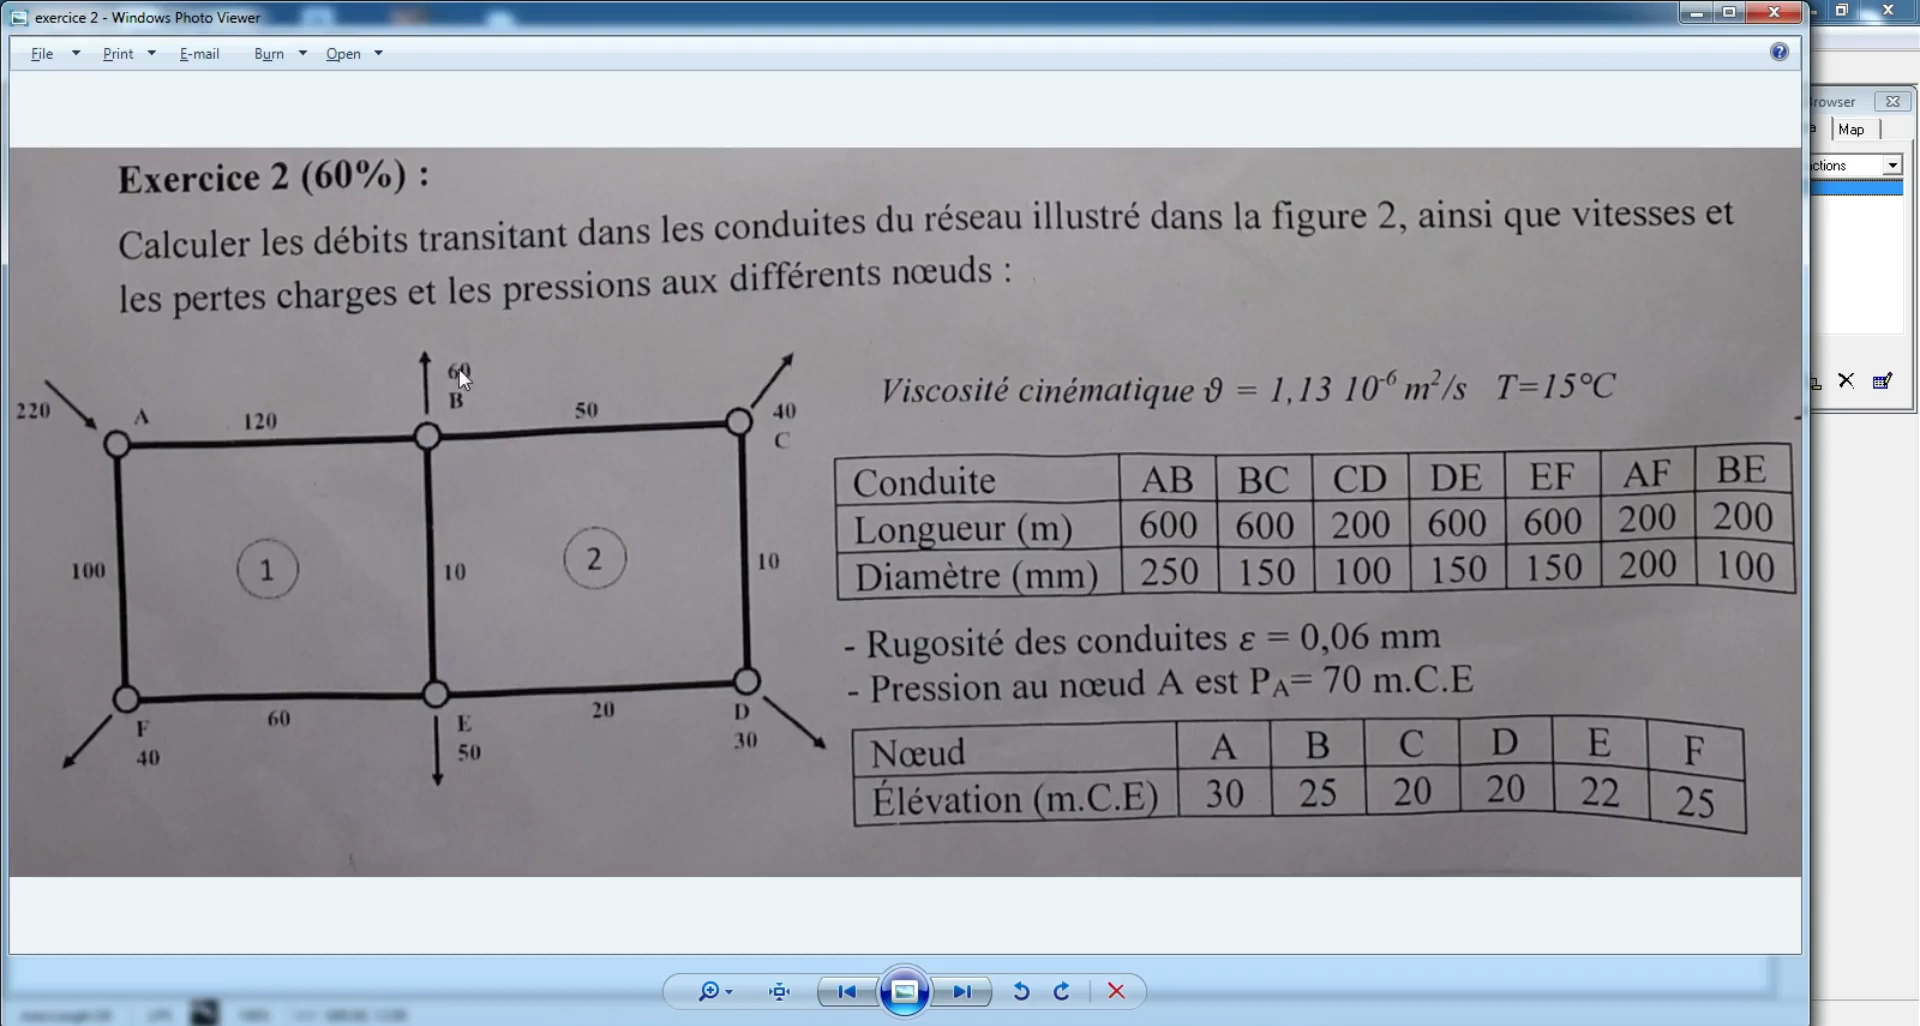 exercice 2 - Windows Photo Viewer
File Print E-mail Burn Open
rowser
Map
ctions
Exercice 2 (60%) :
Calculer les débits transitant dans les conduites du réseau illustré dans la figure 2, ainsi que vitesses et
les pertes charges et les pressions aux différents nœuds :
60
B
220
A
120
50
40
C
100
1
10
2
10
F
40
60
E
50
20
D
30
Viscosité cinématique ϑ = 1,13 10⁻⁶ m²/s T=15°C
Conduite AB BC CD DE EF AF BE
Longueur (m) 600 600 200 600 600 200 200
Diamètre (mm) 250 150 100 150 150 200 100
- Rugosité des conduites ε = 0,06 mm
- Pression au nœud A est PA= 70 m.C.E
Nœud A B C D E F
Élévation (m.C.E) 30 25 20 20 22 25